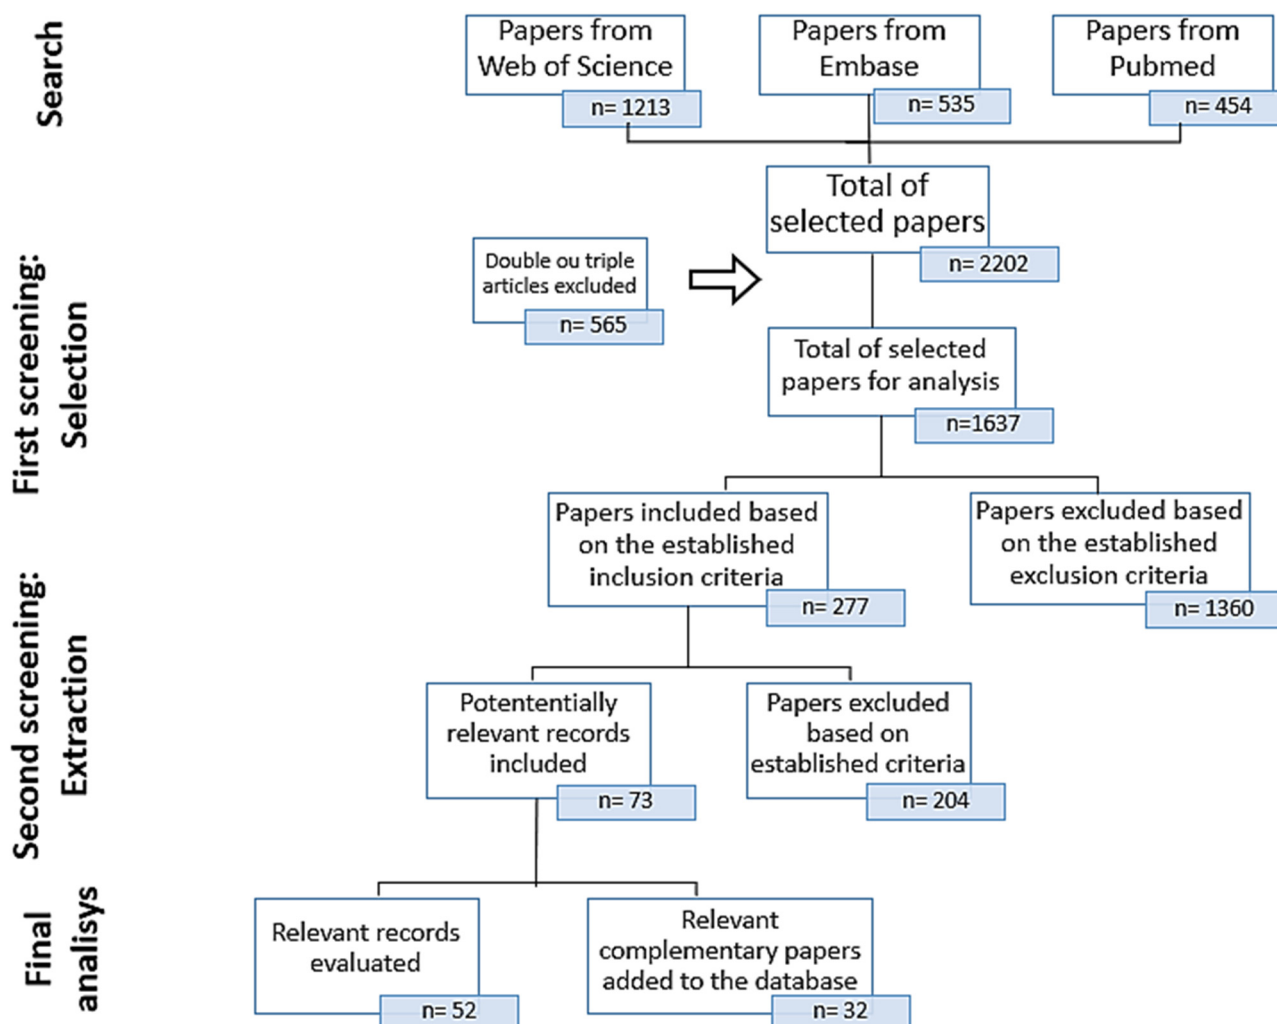 Search
Papers from
Web of Science
n= 1213
Papers from
Embase
n= 535
Papers from
Pubmed
n= 454
Total of
selected papers
n= 2202
First screening:
Selection
Double ou triple
articles excluded
n= 565
Total of selected
papers for analysis
n=1637
Papers included based
on the established
inclusion criteria
n= 277
Papers excluded based
on the established
exclusion criteria
n= 1360
Second screening:
Extraction
Potententially
relevant records
included
n= 73
Papers excluded
based on
established criteria
n= 204
Final
analisys
Relevant records
evaluated
n= 52
Relevant
complementary papers
added to the database
n= 32